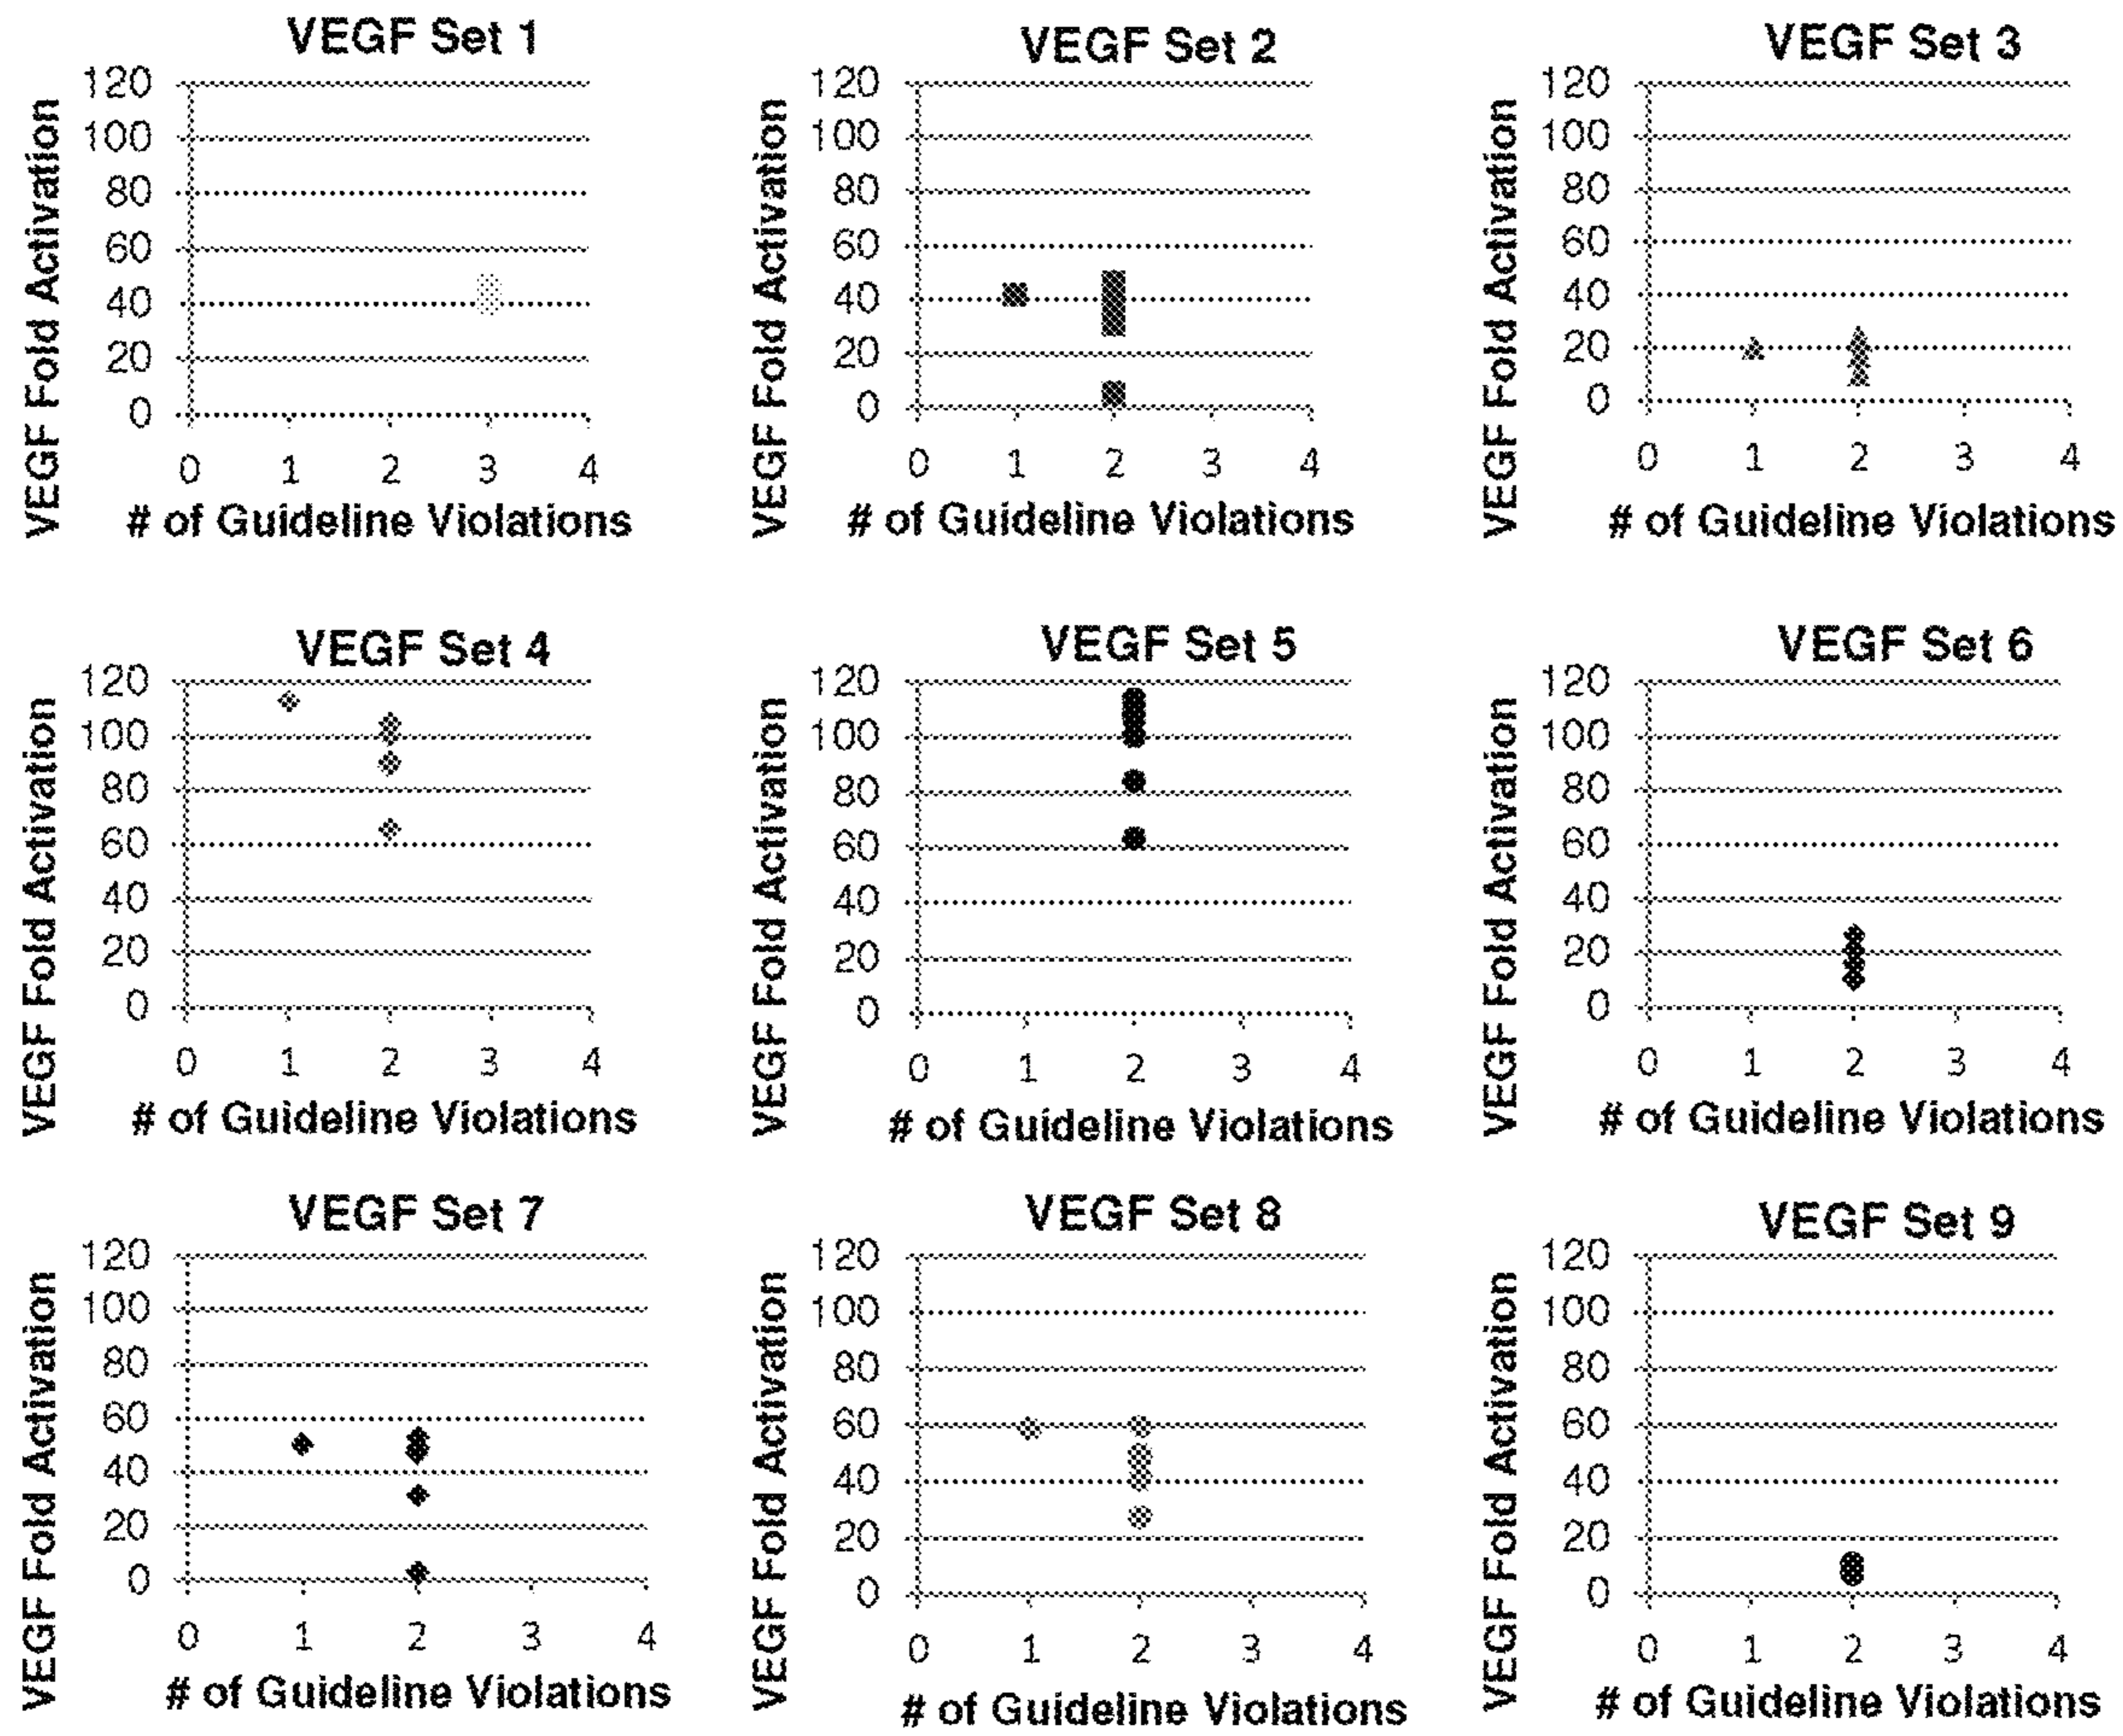 VEGF Set 1
VEGF Fold Activation
120
100
80
60
40
20
0
0 1 2 3 4
# of Guideline Violations
VEGF Set 2
VEGF Fold Activation
120
100
80
60
40
20
0
0 1 2 3 4
# of Guideline Violations
VEGF Set 3
VEGF Fold Activation
120
100
80
60
40
20
0
0 1 2 3 4
# of Guideline Violations
VEGF Set 4
VEGF Fold Activation
120
100
80
60
40
20
0
0 1 2 3 4
# of Guideline Violations
VEGF Set 5
VEGF Fold Activation
120
100
80
60
40
20
0
0 1 2 3 4
# of Guideline Violations
VEGF Set 6
VEGF Fold Activation
120
100
80
60
40
20
0
0 1 2 3 4
# of Guideline Violations
VEGF Set 7
VEGF Fold Activation
120
100
80
60
40
20
0
0 1 2 3 4
# of Guideline Violations
VEGF Set 8
VEGF Fold Activation
120
100
80
60
40
20
0
0 1 2 3 4
# of Guideline Violations
VEGF Set 9
VEGF Fold Activation
120
100
80
60
40
20
0
0 1 2 3 4
# of Guideline Violations